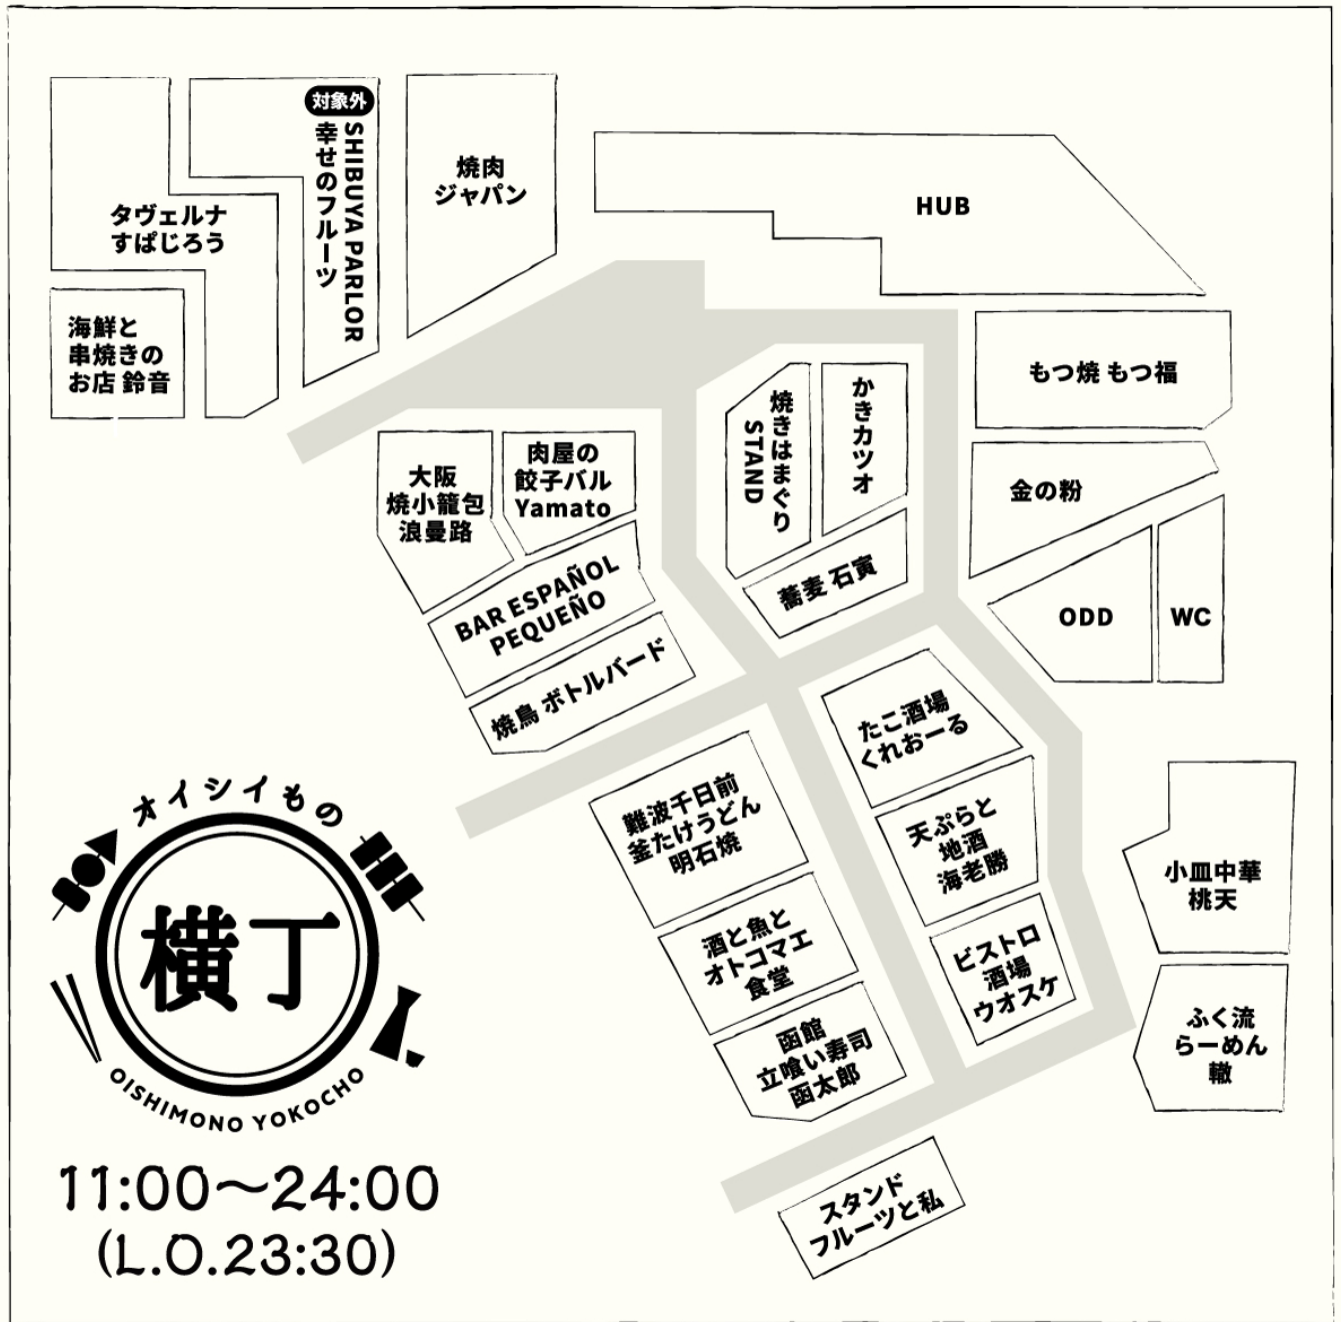 対象外
SHIBUYA PARLOR
幸せのフルーツ
焼肉
ジャパン
HUB
タヴェルナ
すぱじろう
海鮮と
串焼きの
お店 鈴音
もつ焼 もつ福
焼きはまぐり
STAND
かきカツオ
大阪
焼小籠包
浪曼路
肉屋の
餃子バル
Yamato
金の粉
蕎麦 石寅
BAR ESPAÑOL
PEQUEÑO
ODD
WC
焼鳥 ボトルバード
たこ酒場
くれおーる
難波千日前
釜たけうどん
明石焼
天ぷらと
地酒
海老勝
小皿中華
桃天
酒と魚と
オトコマエ
食堂
ビストロ
酒場
ウオスケ
函館
立喰い寿司
函太郎
ふく流
らーめん
轍
スタンド
フルーツと私
オイシイもの
横丁
OISHIMONO YOKOCHO
11:00～24:00
(L.O.23:30)